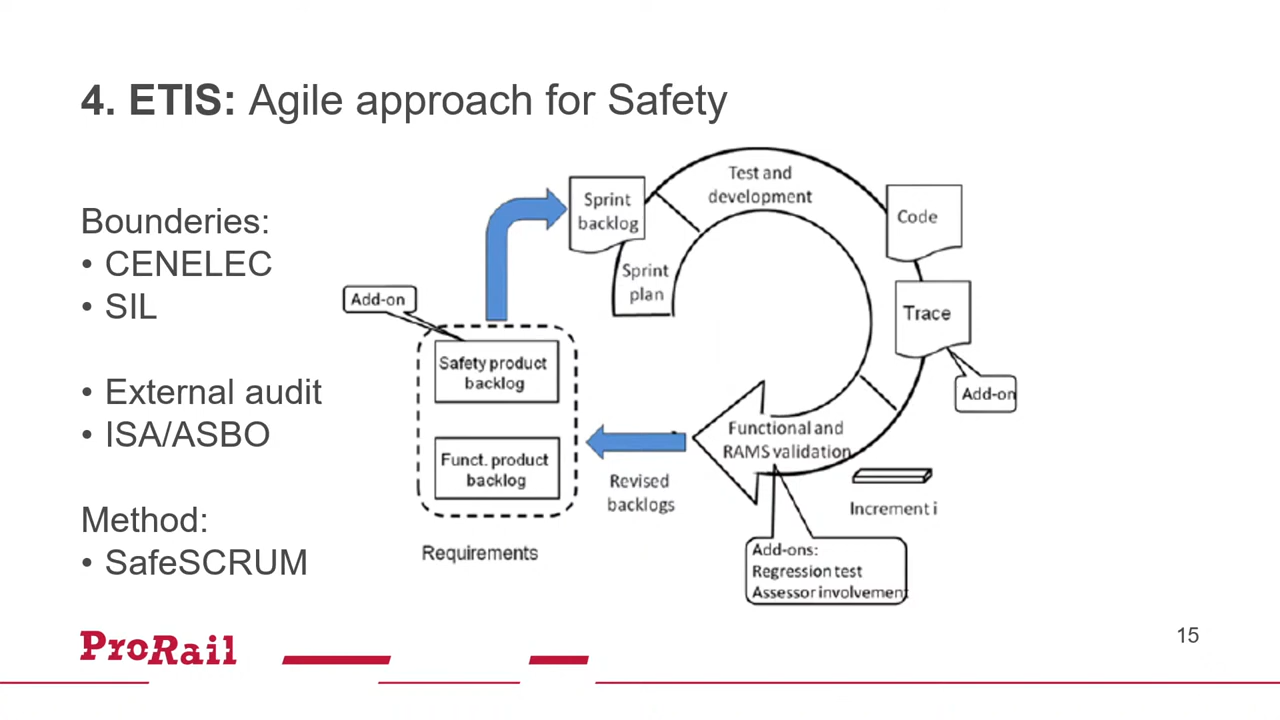 4. ETIS: Agile approach for Safety
Bounderies:
• CENELEC
• SIL
• External audit
• ISA/ASBO
Method:
• SafeSCRUM
Add-on
Safety product
backlog
Funct. product
backlog
Requirements
Sprint
backlog
Sprint
plan
Test and
development
Code
Trace
Add-on
Functional and
RAMS validation
Revised
backlogs
Increment i
Add-ons:
Regression test
Assessor involvement
ProRail
15